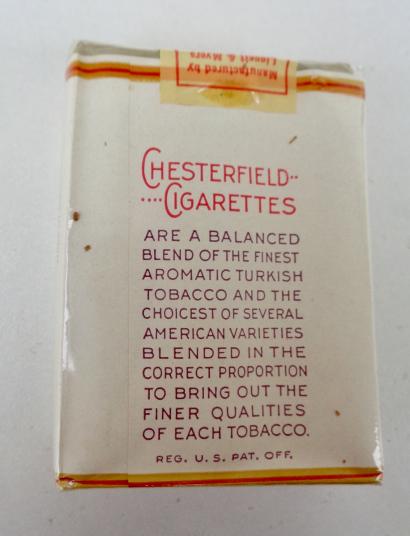 Manufactured by
Liggett & Myers
CHESTERFIELD··
····CIGARETTES
ARE A BALANCED
BLEND OF THE FINEST
AROMATIC TURKISH
TOBACCO AND THE
CHOICEST OF SEVERAL
AMERICAN VARIETIES
BLENDED IN THE
CORRECT PROPORTION
TO BRING OUT THE
FINER QUALITIES
OF EACH TOBACCO.
REG. U. S. PAT. OFF.